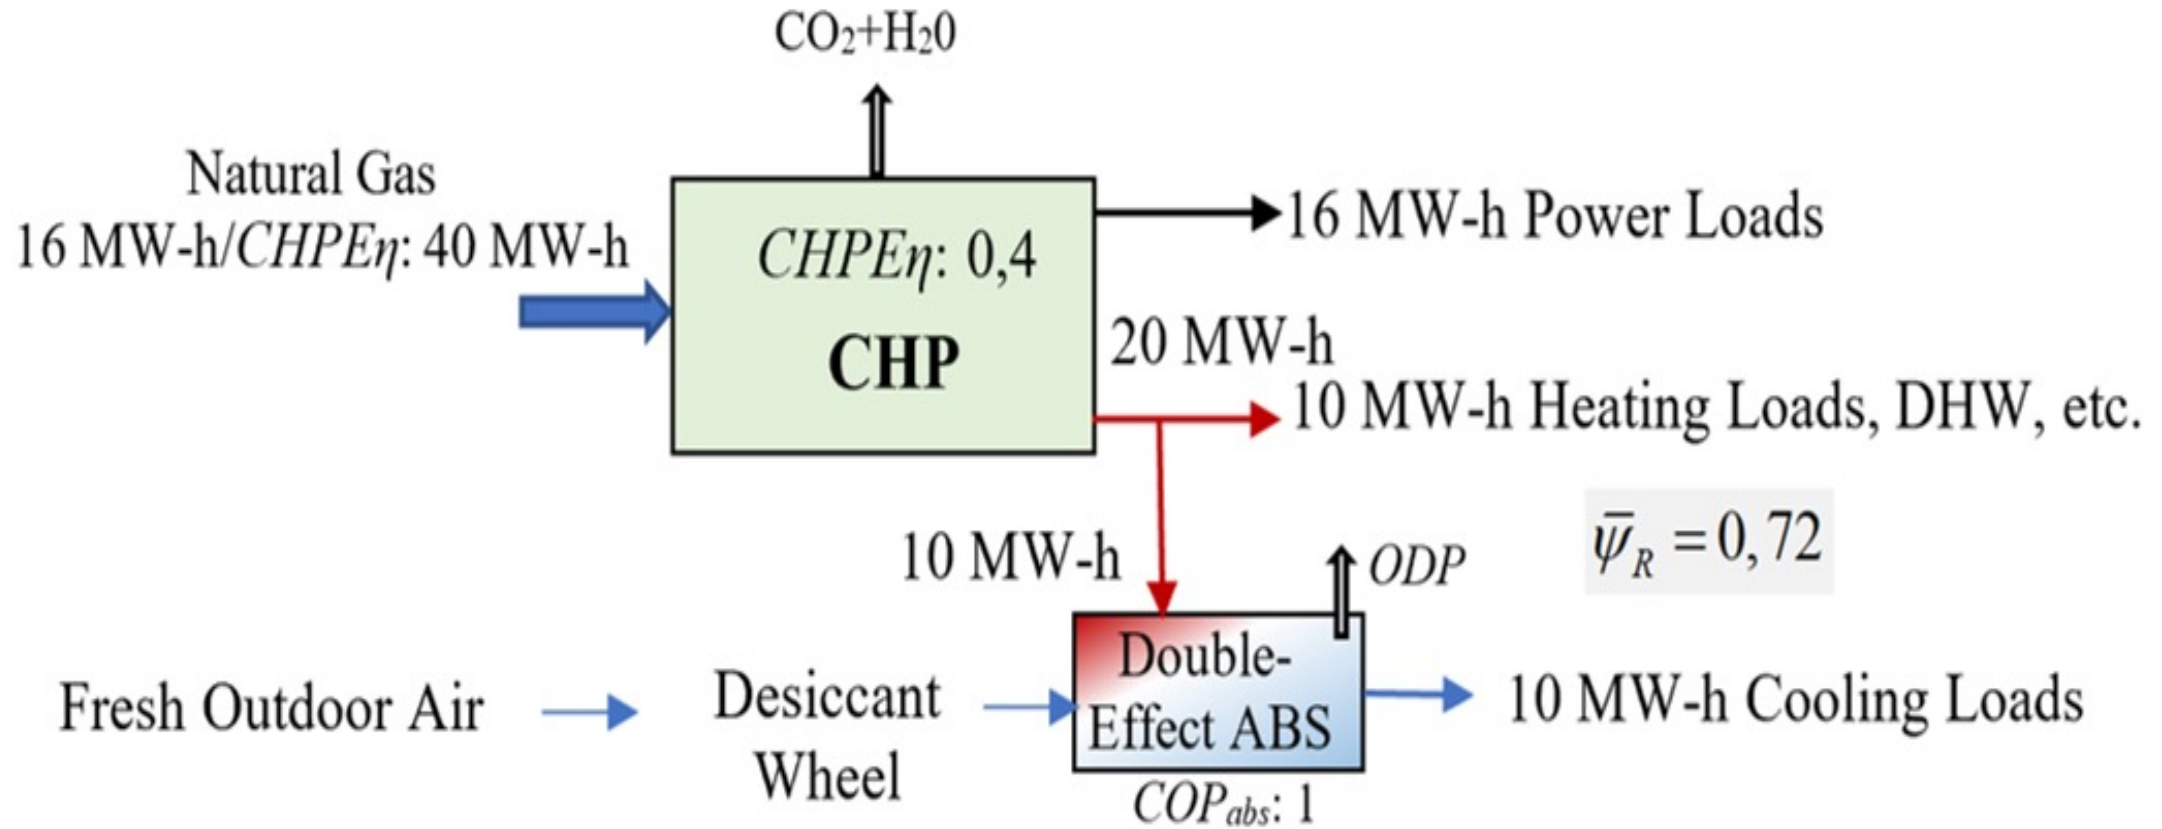 CO₂+H₂0
Natural Gas
16 MW-h/CHPEη: 40 MW-h
CHPEη: 0,4
CHP
16 MW-h Power Loads
20 MW-h
10 MW-h Heating Loads, DHW, etc.
10 MW-h
ODP
ψ̄_R = 0,72
Fresh Outdoor Air
Desiccant
Wheel
Double-
Effect ABS
10 MW-h Cooling Loads
COP_abs: 1